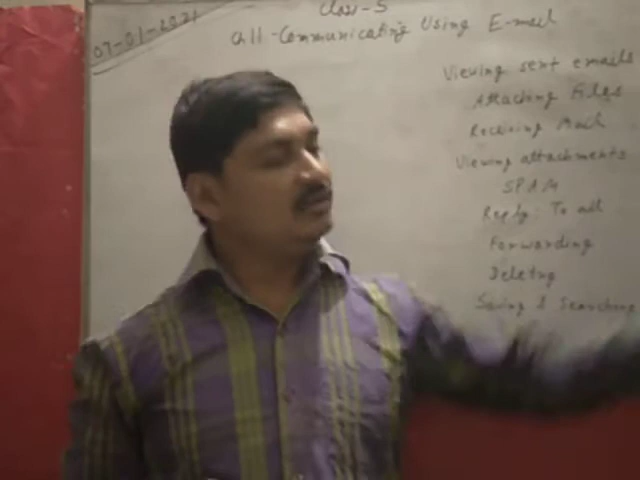 07-01-2021
Class-5
Q11-Communicating Using E-mail
Viewing sent emails
Attaching Files
Receiving Mail
Viewing attachments
SPAM
Reply To all
Forwarding
Deleting
Saving & Searching